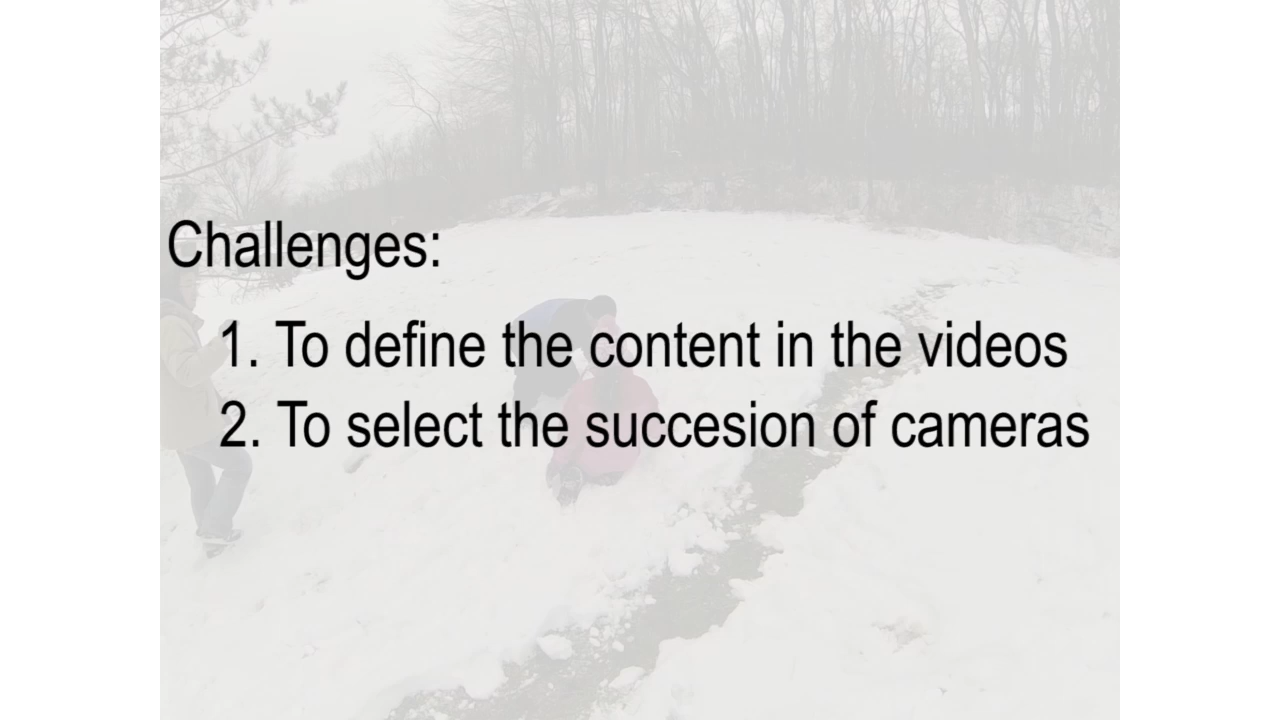 Challenges:
1. To define the content in the videos
2. To select the succesion of cameras